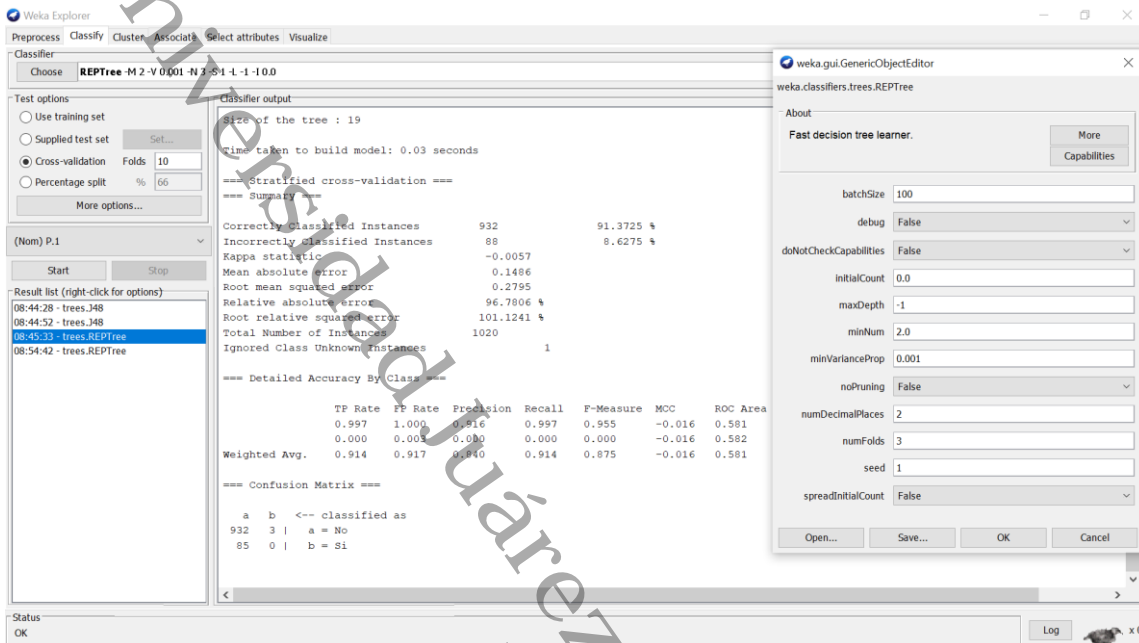 Weka Explorer
Preprocess Classify Cluster Associate Select attributes Visualize
Classifier
Choose REPTree -M 2 -V 0.001 -N 3 -S 1 -L -1 -I 0.0
Test options
Use training set
Supplied test set Set...
Cross-validation Folds 10
Percentage split % 66
More options...
(Nom) P.1
Start Stop
Result list (right-click for options)
08:44:28 - trees.J48
08:44:52 - trees.J48
08:45:33 - trees.REPTree
08:54:42 - trees.REPTree
Classifier output
Size of the tree : 19
Time taken to build model: 0.03 seconds
=== Stratified cross-validation ===
=== Summary ===
Correctly Classified Instances 932 91.3725 %
Incorrectly Classified Instances 88 8.6275 %
Kappa statistic -0.0057
Mean absolute error 0.1486
Root mean squared error 0.2795
Relative absolute error 96.7806 %
Root relative squared error 101.1241 %
Total Number of Instances 1020
Ignored Class Unknown Instances 1
=== Detailed Accuracy By Class ===
TP Rate FP Rate Precision Recall F-Measure MCC ROC Area
0.997 1.000 0.916 0.997 0.955 -0.016 0.581
0.000 0.003 0.000 0.000 0.000 -0.016 0.582
Weighted Avg. 0.914 0.917 0.840 0.914 0.875 -0.016 0.581
=== Confusion Matrix ===
a b <-- classified as
932 3 | a = No
85 0 | b = Si
Status
OK
Log
weka.gui.GenericObjectEditor
weka.classifiers.trees.REPTree
About
Fast decision tree learner.
More
Capabilities
batchSize 100
debug False
doNotCheckCapabilities False
initialCount 0.0
maxDepth -1
minNum 2.0
minVarianceProp 0.001
noPruning False
numDecimalPlaces 2
numFolds 3
seed 1
spreadInitialCount False
Open... Save... OK Cancel
niversidad Juárez